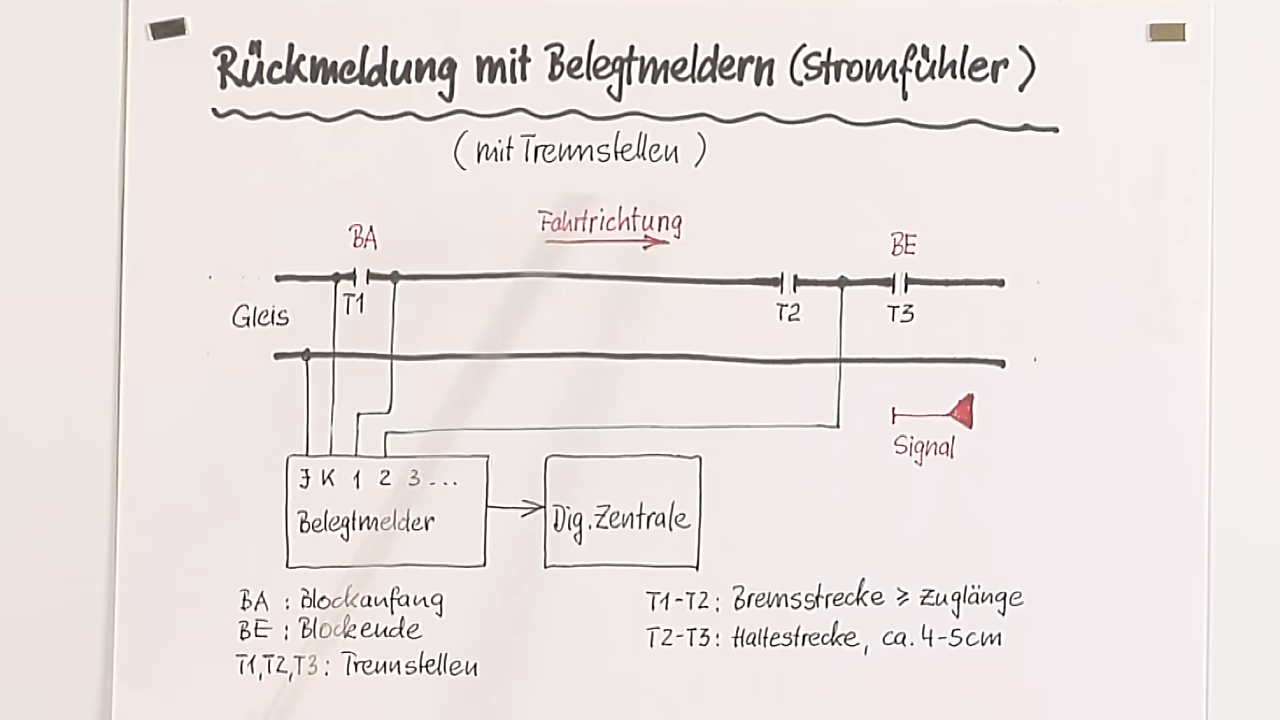 Rückmeldung mit Belegtmeldern (Stromfühler)
(mit Trennstellen)
Fahrtrichtung
BA
BE
T1
T2
T3
Gleis
Signal
J K 1 2 3...
Belegtmelder
Dig. Zentrale
BA : Blockanfang
BE : Blockende
T1,T2,T3: Trennstellen
T1-T2: Bremsstrecke ≥ Zuglänge
T2-T3: Haltestrecke, ca. 4-5cm